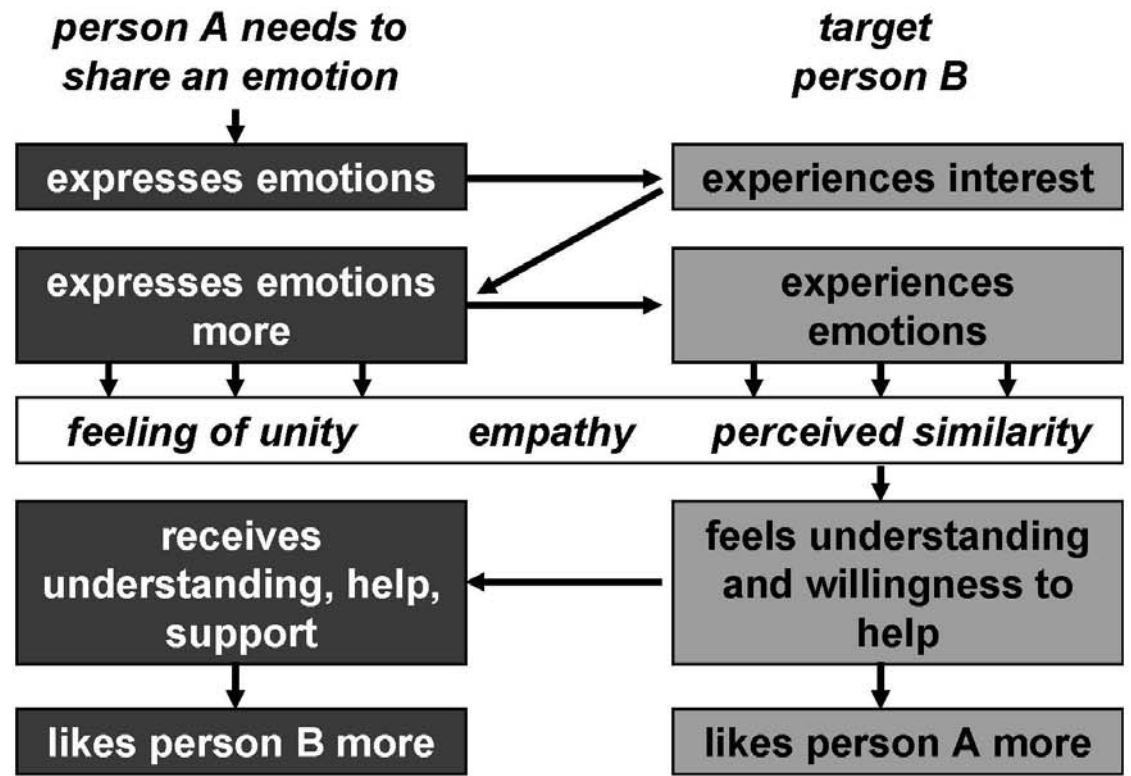 person A needs to
share an emotion
target
person B
expresses emotions
experiences interest
expresses emotions
more
experiences
emotions
feeling of unity empathy perceived similarity
receives
understanding, help,
support
feels understanding
and willingness to
help
likes person B more
likes person A more